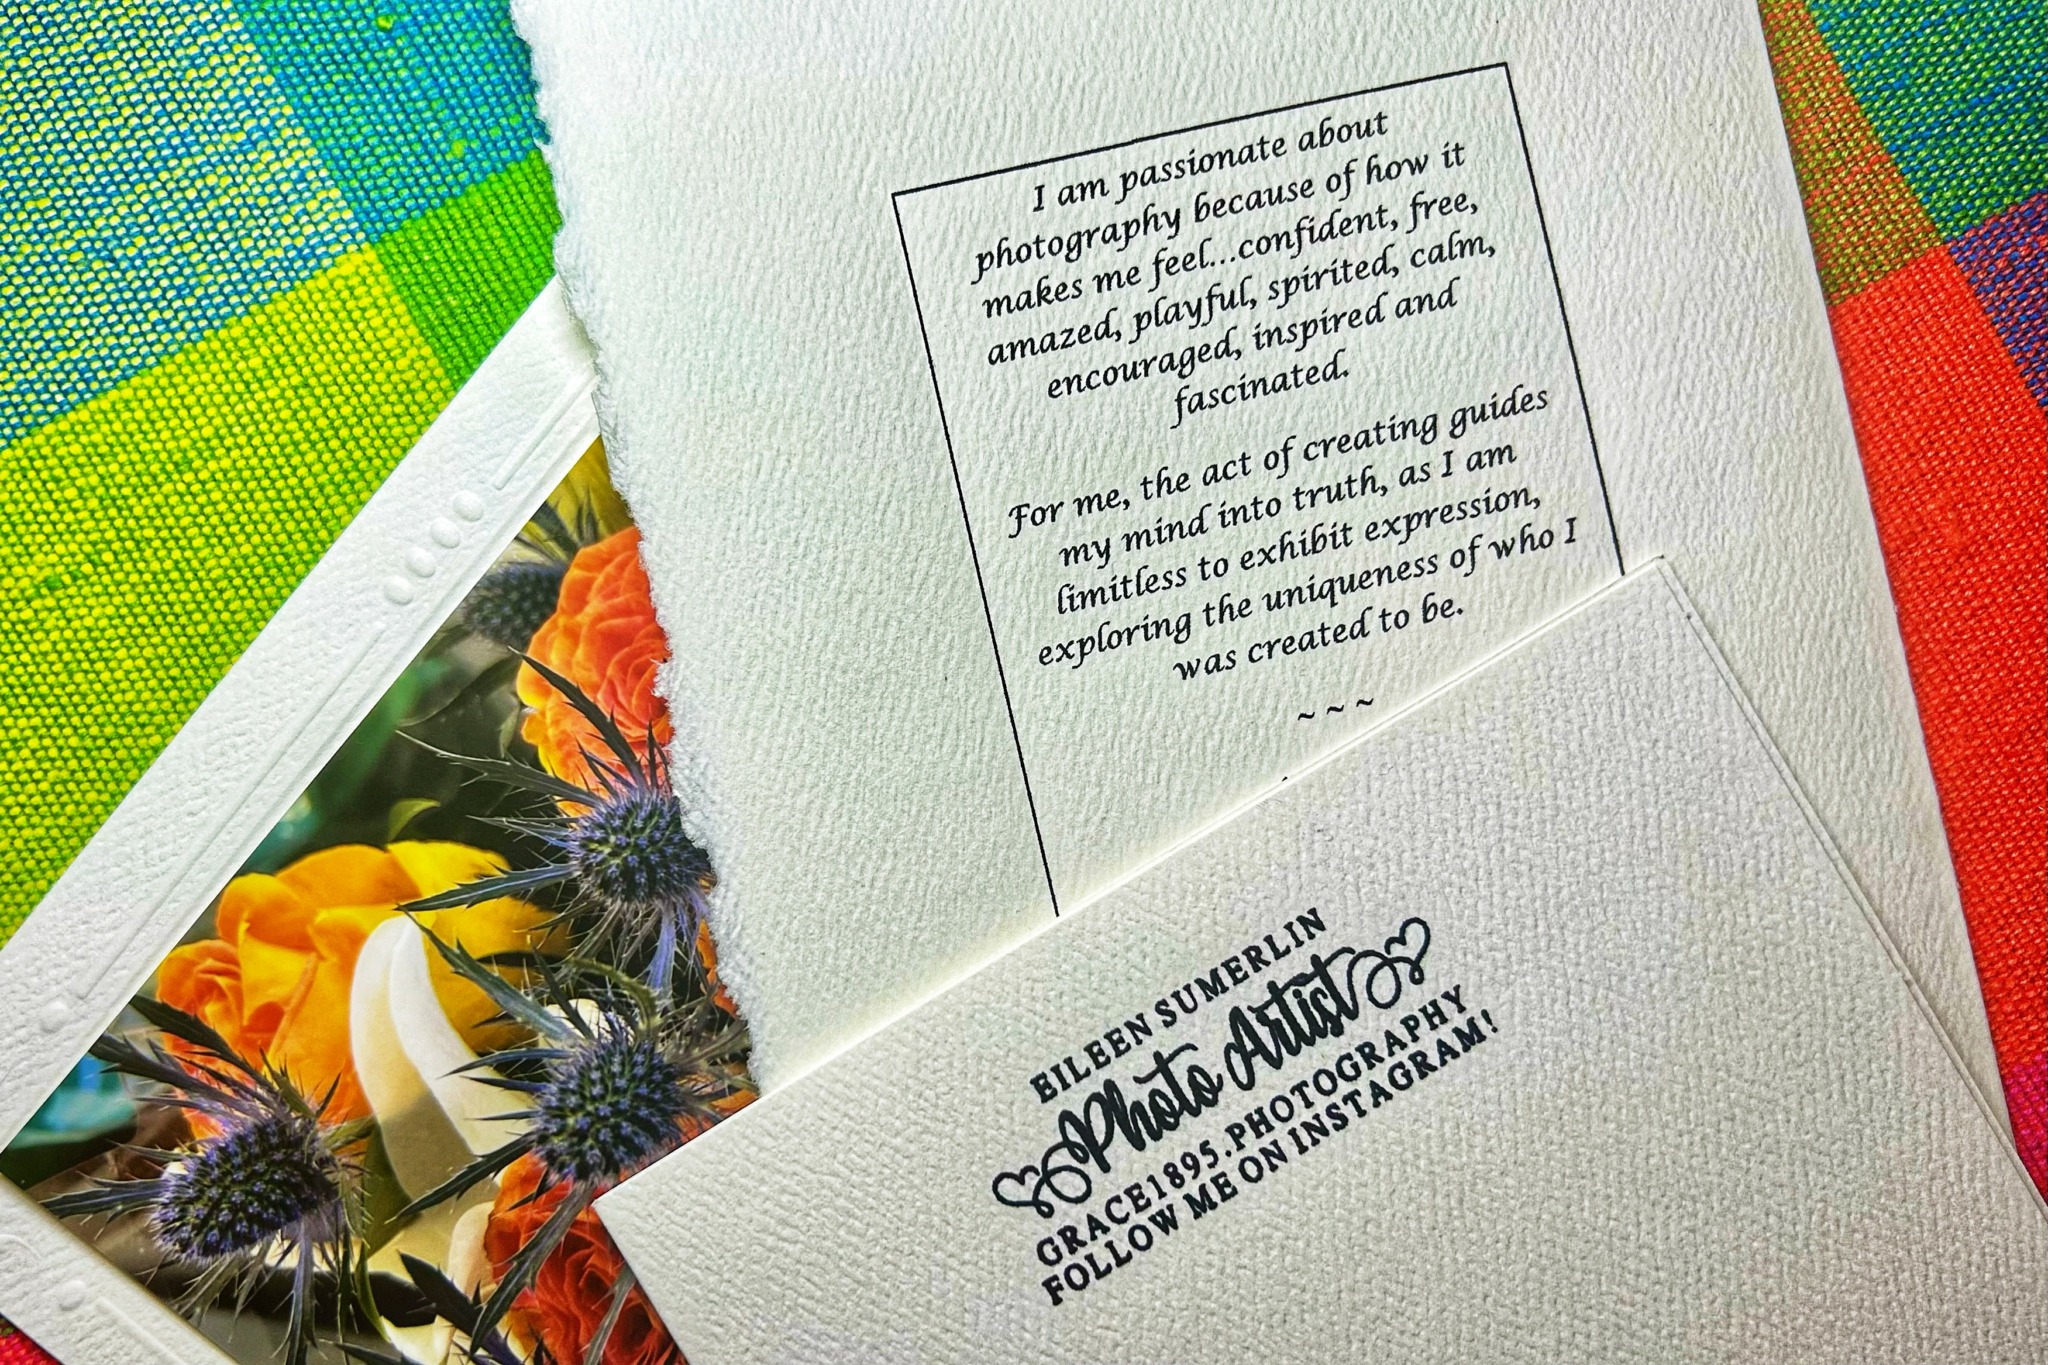 I am passionate about
photography because of how it
makes me feel...confident, free,
amazed, playful, spirited, calm,
encouraged, inspired and
fascinated.
For me, the act of creating guides
my mind into truth, as I am
limitless to exhibit expression,
exploring the uniqueness of who I
was created to be.
~ ~ ~
EILEEN SUMERLIN
Photo Artist
GRACE1895.PHOTOGRAPHY
FOLLOW ME ON INSTAGRAM!